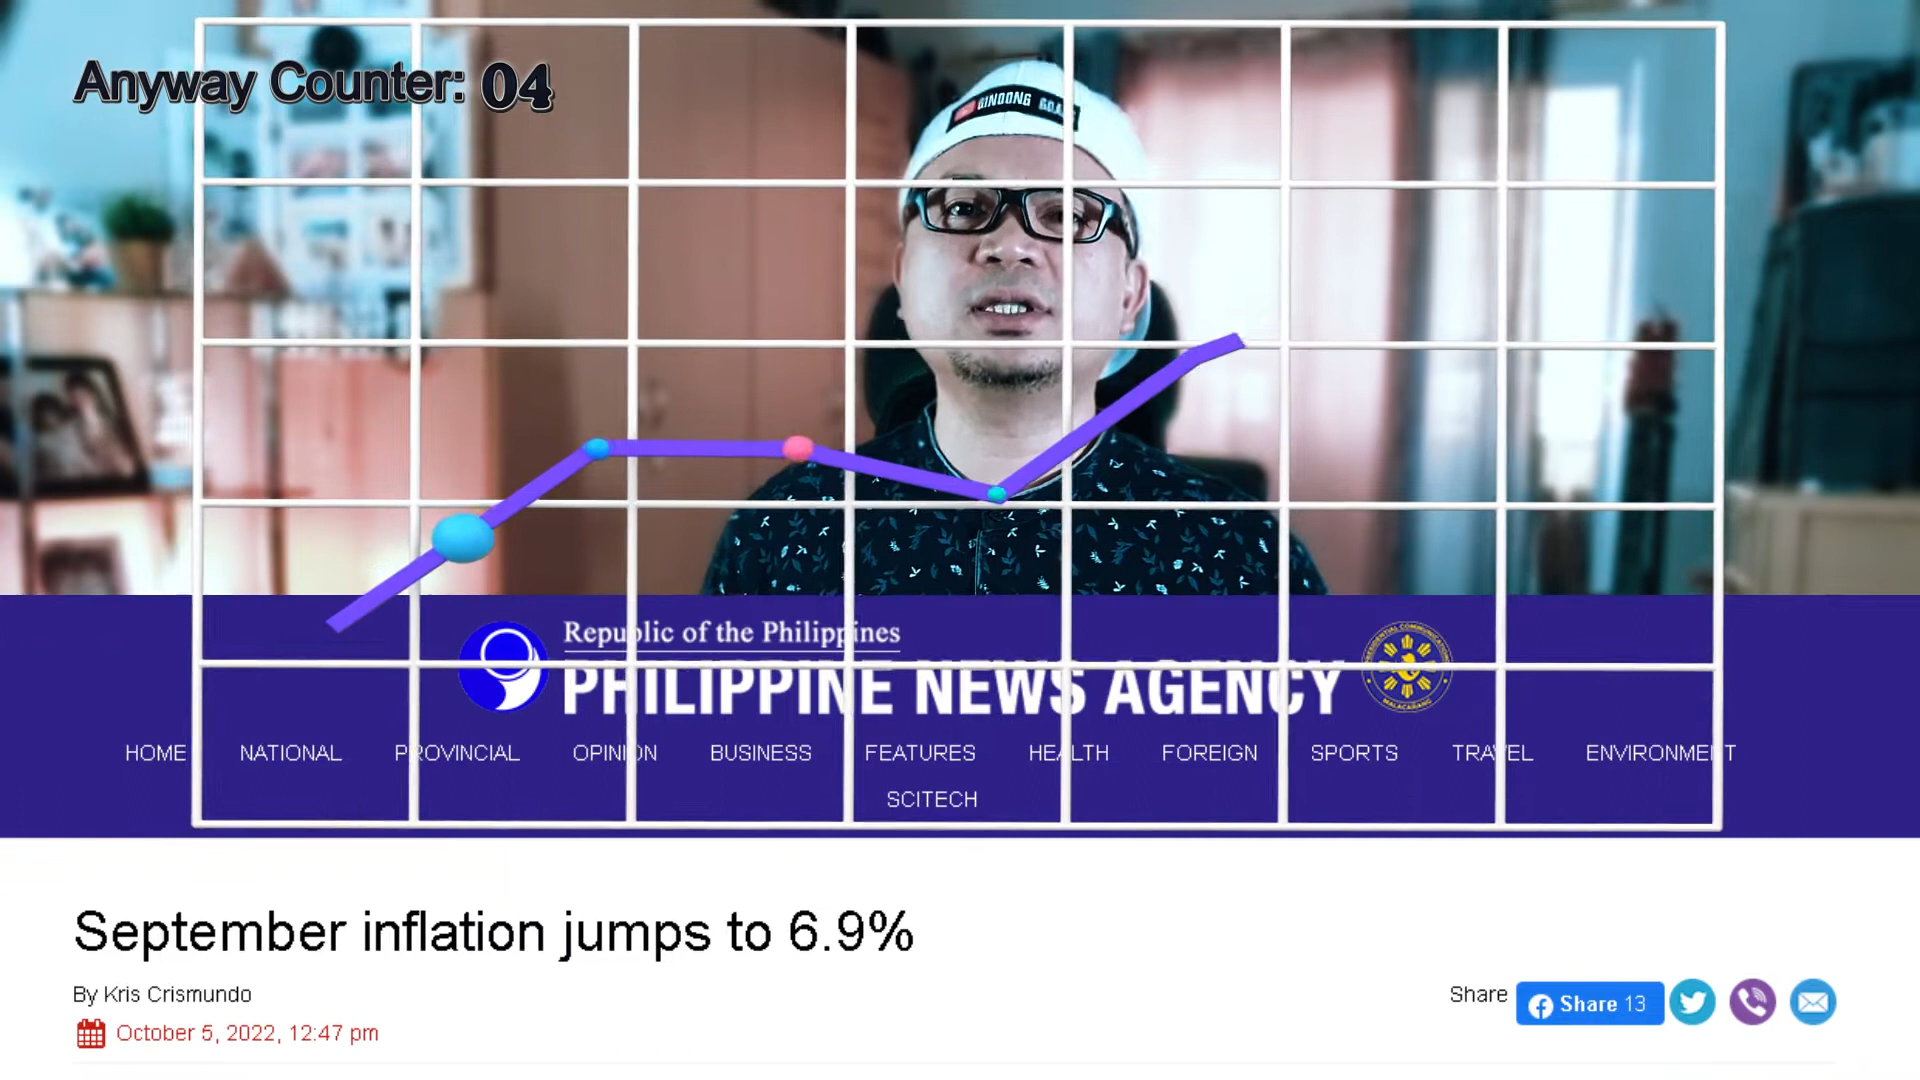 Anyway Counter: 04
GINOONG
Republic of the Philippines
PHILIPPINE NEWS AGENCY
HOME NATIONAL PROVINCIAL OPINION BUSINESS FEATURES HEALTH FOREIGN SPORTS TRAVEL ENVIRONMENT
SCITECH
September inflation jumps to 6.9%
By Kris Crismundo
October 5, 2022, 12:47 pm
Share
Share 13